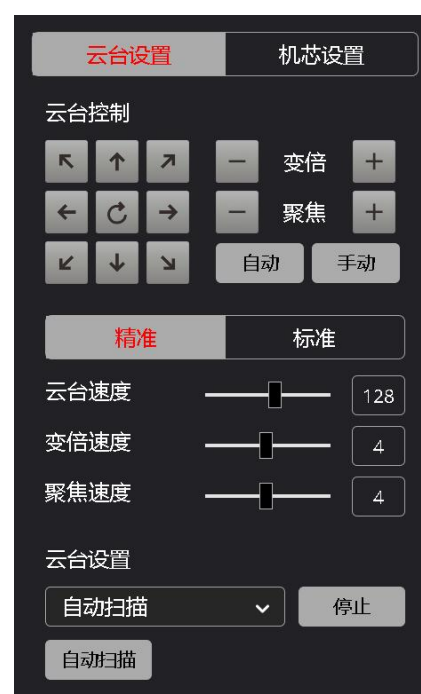 云台设置 机芯设置
云台控制
变倍
聚焦
自动 手动
精准 标准
云台速度 128
变倍速度 4
聚焦速度 4
云台设置
自动扫描 停止
自动扫描